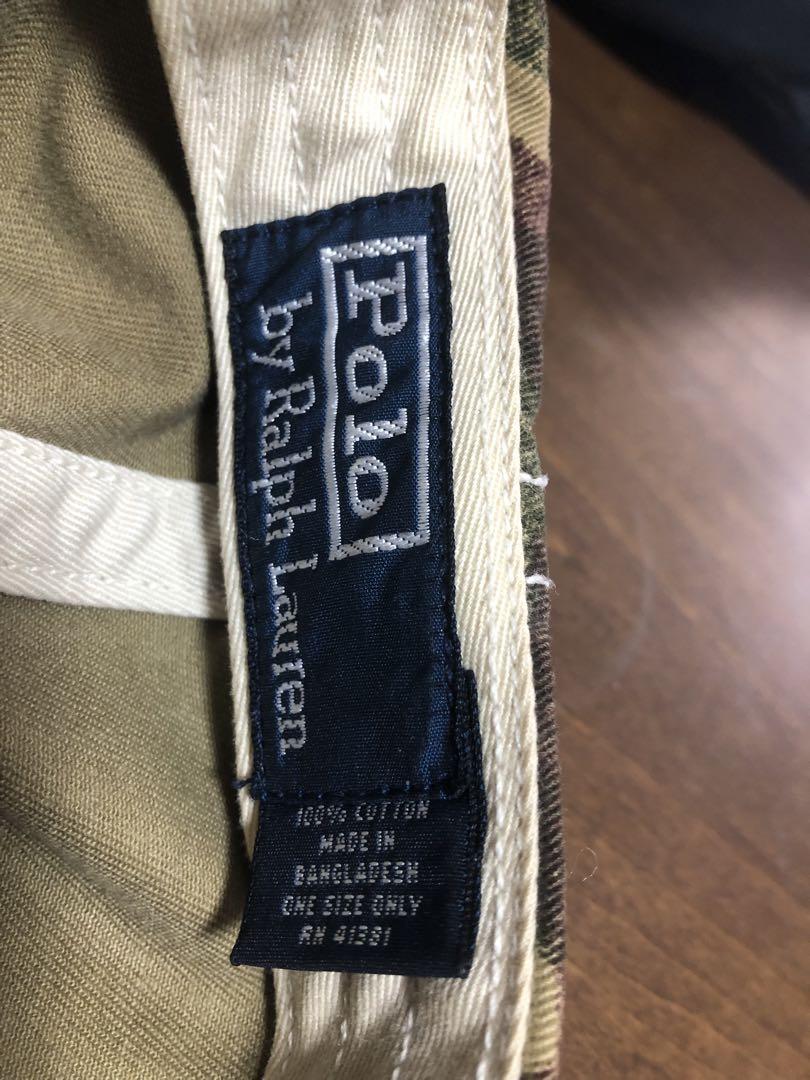 Polo
by Ralph Lauren
100% COTTON
MADE IN
BANGLADESH
ONE SIZE ONLY
RN 41381